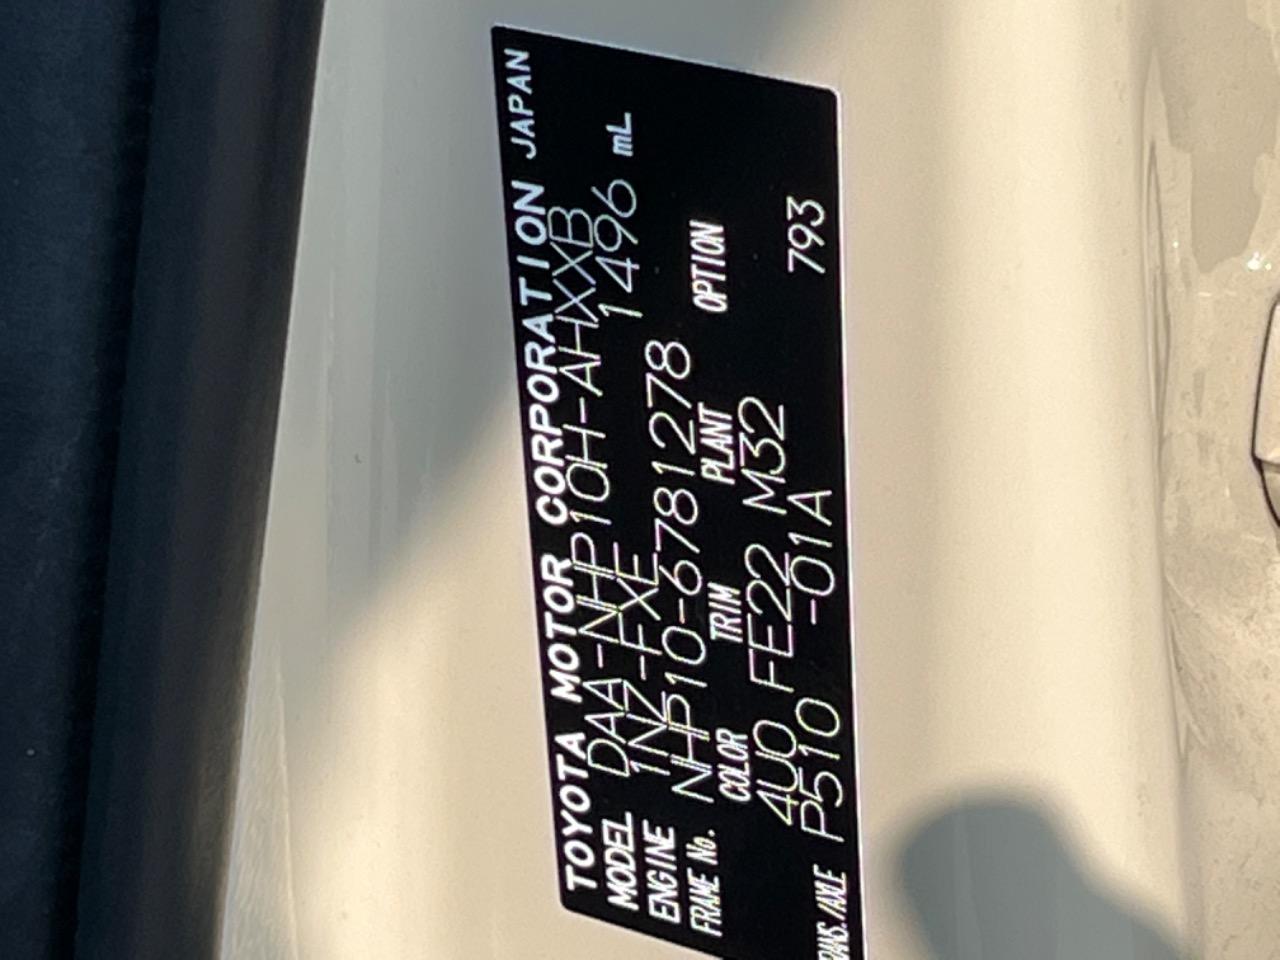 TOYOTA MOTOR CORPORATION JAPAN
MODEL DAA-NHP10H-AHXXB
ENGINE 1NZ-FXE 1496 mL
FRAME No. NHP10-6781278
COLOR TRIM PLANT OPTION
4U0 FE22 M32
TRANS./AXLE P510 -01A 793